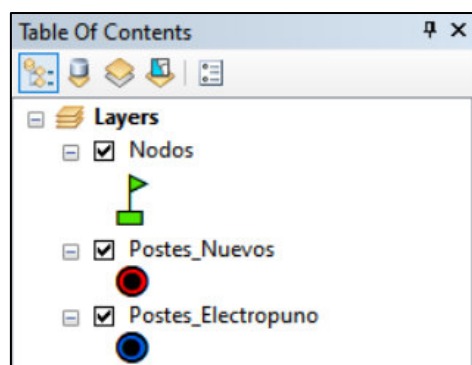 Table Of Contents
Layers
Nodos
Postes_Nuevos
Postes_Electropuno